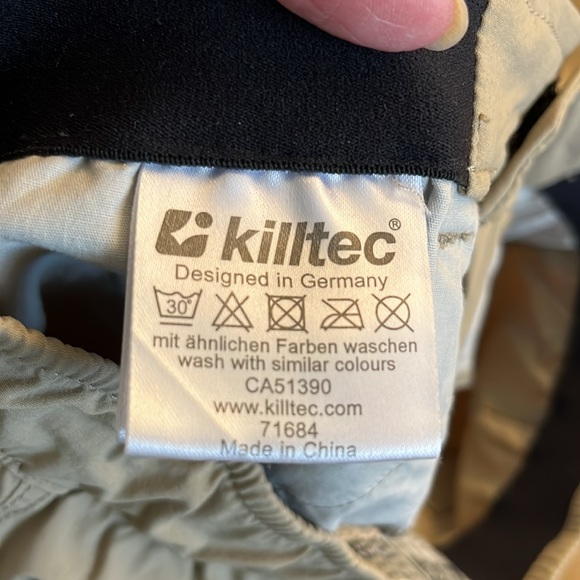 killtec®
Designed in Germany
30°
mit ähnlichen Farben waschen
wash with similar colours
CA51390
www.killtec.com
71684
Made in China